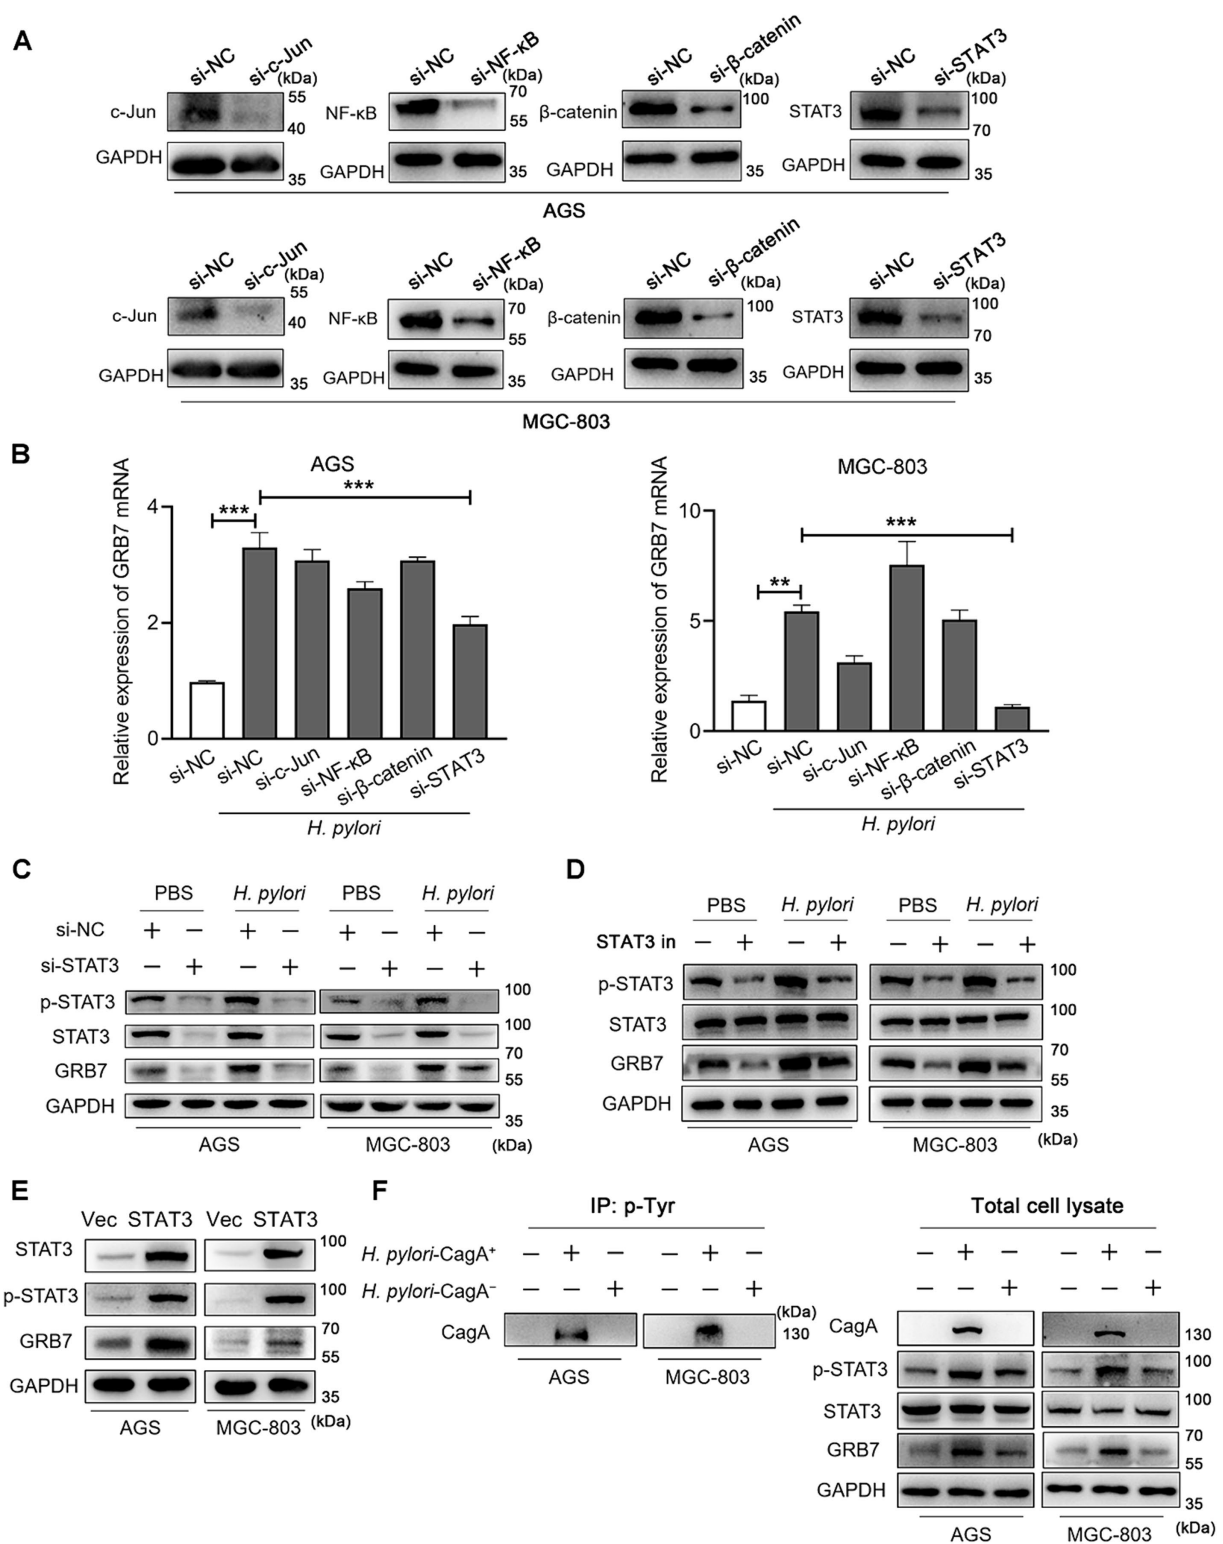 A
si-NC si-c-Jun (kDa) si-NC si-NF-κB (kDa) si-NC si-β-catenin (kDa) si-NC si-STAT3 (kDa)
c-Jun 55 40 NF-κB 70 55 β-catenin 100 STAT3 100 70
GAPDH 35 GAPDH 35 GAPDH 35 GAPDH 35
AGS
si-NC si-c-Jun (kDa) si-NC si-NF-κB (kDa) si-NC si-β-catenin (kDa) si-NC si-STAT3 (kDa)
c-Jun 55 40 NF-κB 70 55 β-catenin 100 STAT3 100 70
GAPDH 35 GAPDH 35 GAPDH 35 GAPDH 35
MGC-803
B
AGS
Relative expression of GRB7 mRNA
4
2
0
***
***
si-NC si-NC si-c-Jun si-NF-κB si-β-catenin si-STAT3
H. pylori
MGC-803
Relative expression of GRB7 mRNA
10
5
0
**
***
si-NC si-NC si-c-Jun si-NF-κB si-β-catenin si-STAT3
H. pylori
C
PBS H. pylori PBS H. pylori
si-NC + − + − + − + −
si-STAT3 − + − + − + − +
p-STAT3 100
STAT3 100 70
GRB7 55
GAPDH 35
AGS MGC-803 (kDa)
D
PBS H. pylori PBS H. pylori
STAT3 in − + − + − + − +
p-STAT3 100
STAT3 100
GRB7 70 55
GAPDH 35
AGS MGC-803 (kDa)
E
Vec STAT3 Vec STAT3
STAT3 100
p-STAT3 100
GRB7 70 55
GAPDH 35
AGS MGC-803 (kDa)
F
IP: p-Tyr
H. pylori-CagA⁺ − + − − + −
H. pylori-CagA⁻ − − + − − +
CagA (kDa) 130
AGS MGC-803
Total cell lysate
− + − − + −
− − + − − +
CagA 130
p-STAT3 100
STAT3 100
GRB7 70 55
GAPDH 35
AGS MGC-803 (kDa)